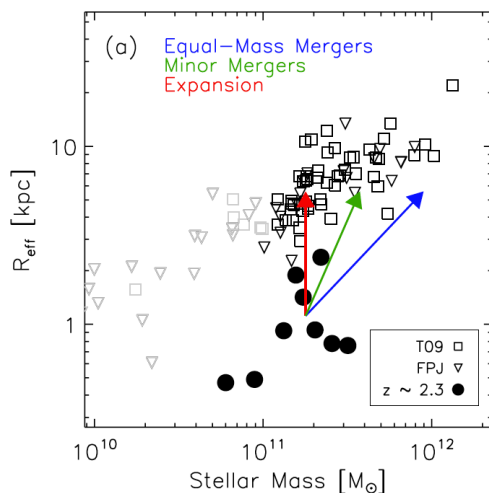 (a)
Equal-Mass Mergers
Minor Mergers
Expansion
10
1
R_eff [kpc]
T09
FPJ
z ~ 2.3
10^10
10^11
10^12
Stellar Mass [M_⊙]